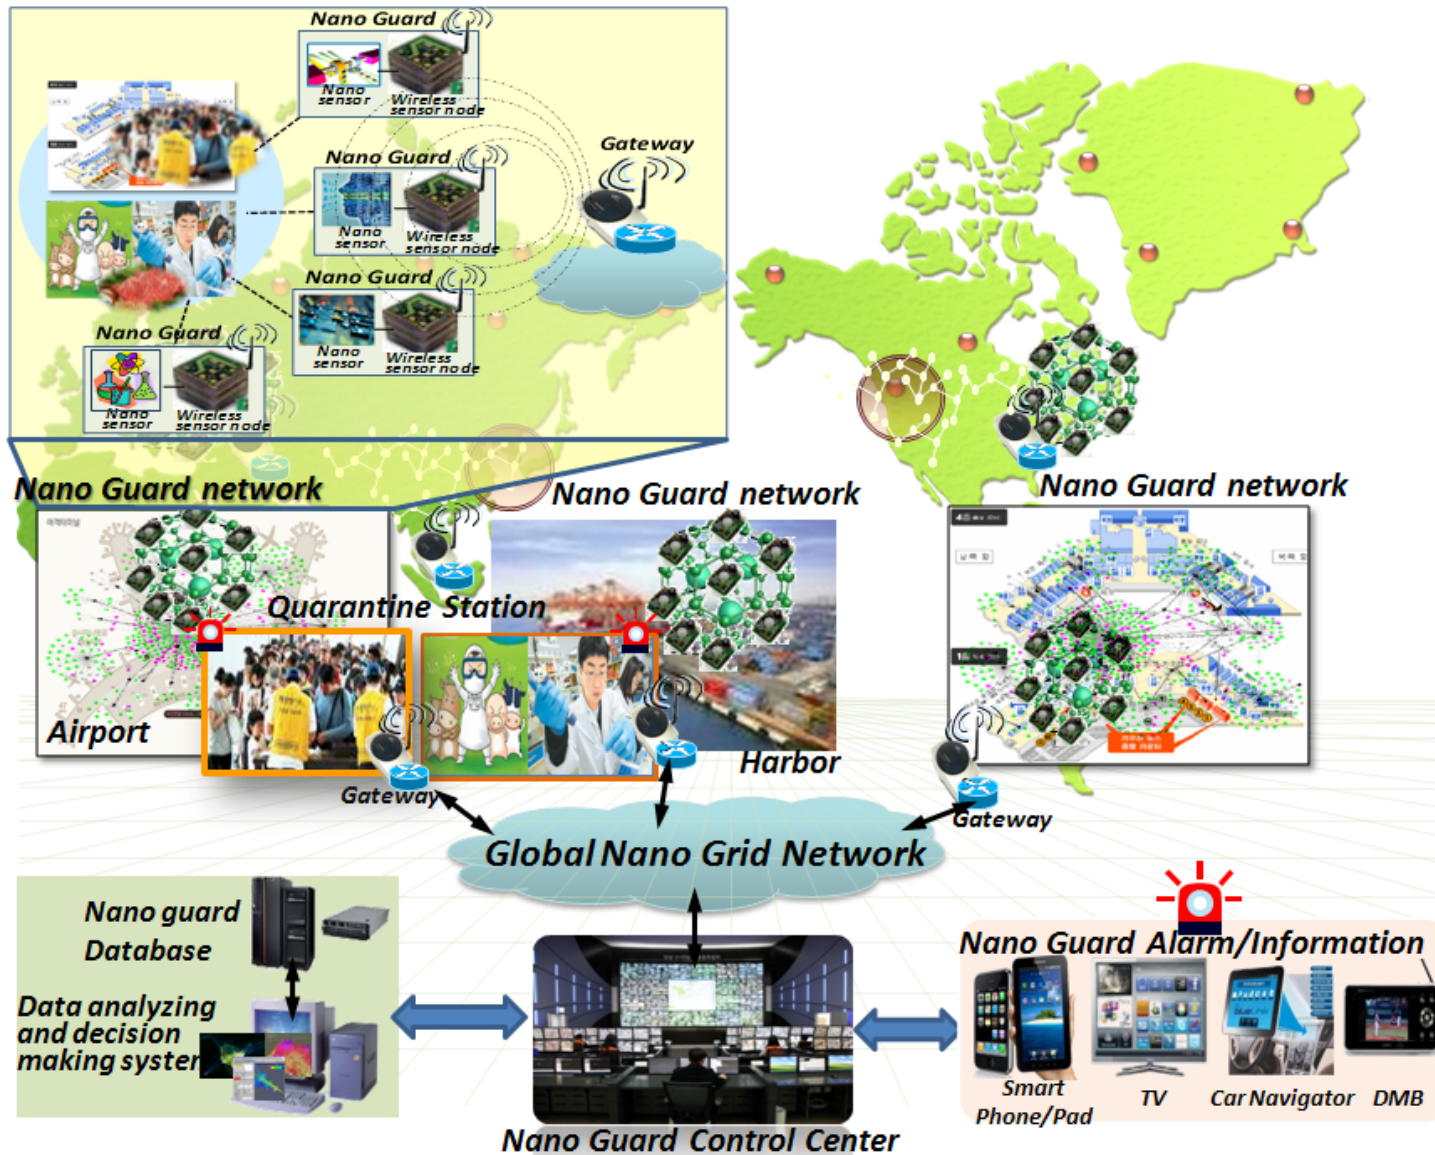 Nano Guard
Nano
sensor
Wireless
sensor node
Nano Guard
Nano
sensor
Wireless
sensor node
Gateway
Nano Guard
Nano
sensor
Wireless
sensor node
Nano Guard
Nano
sensor
Wireless
sensor node
Nano Guard network
Nano Guard network
Nano Guard network
Quarantine Station
Airport
Harbor
Gateway
Gateway
Global Nano Grid Network
Nano guard
Database
Data analyzing
and decision
making system
Nano Guard Control Center
Nano Guard Alarm/Information
Smart
Phone/Pad
TV
Car Navigator
DMB